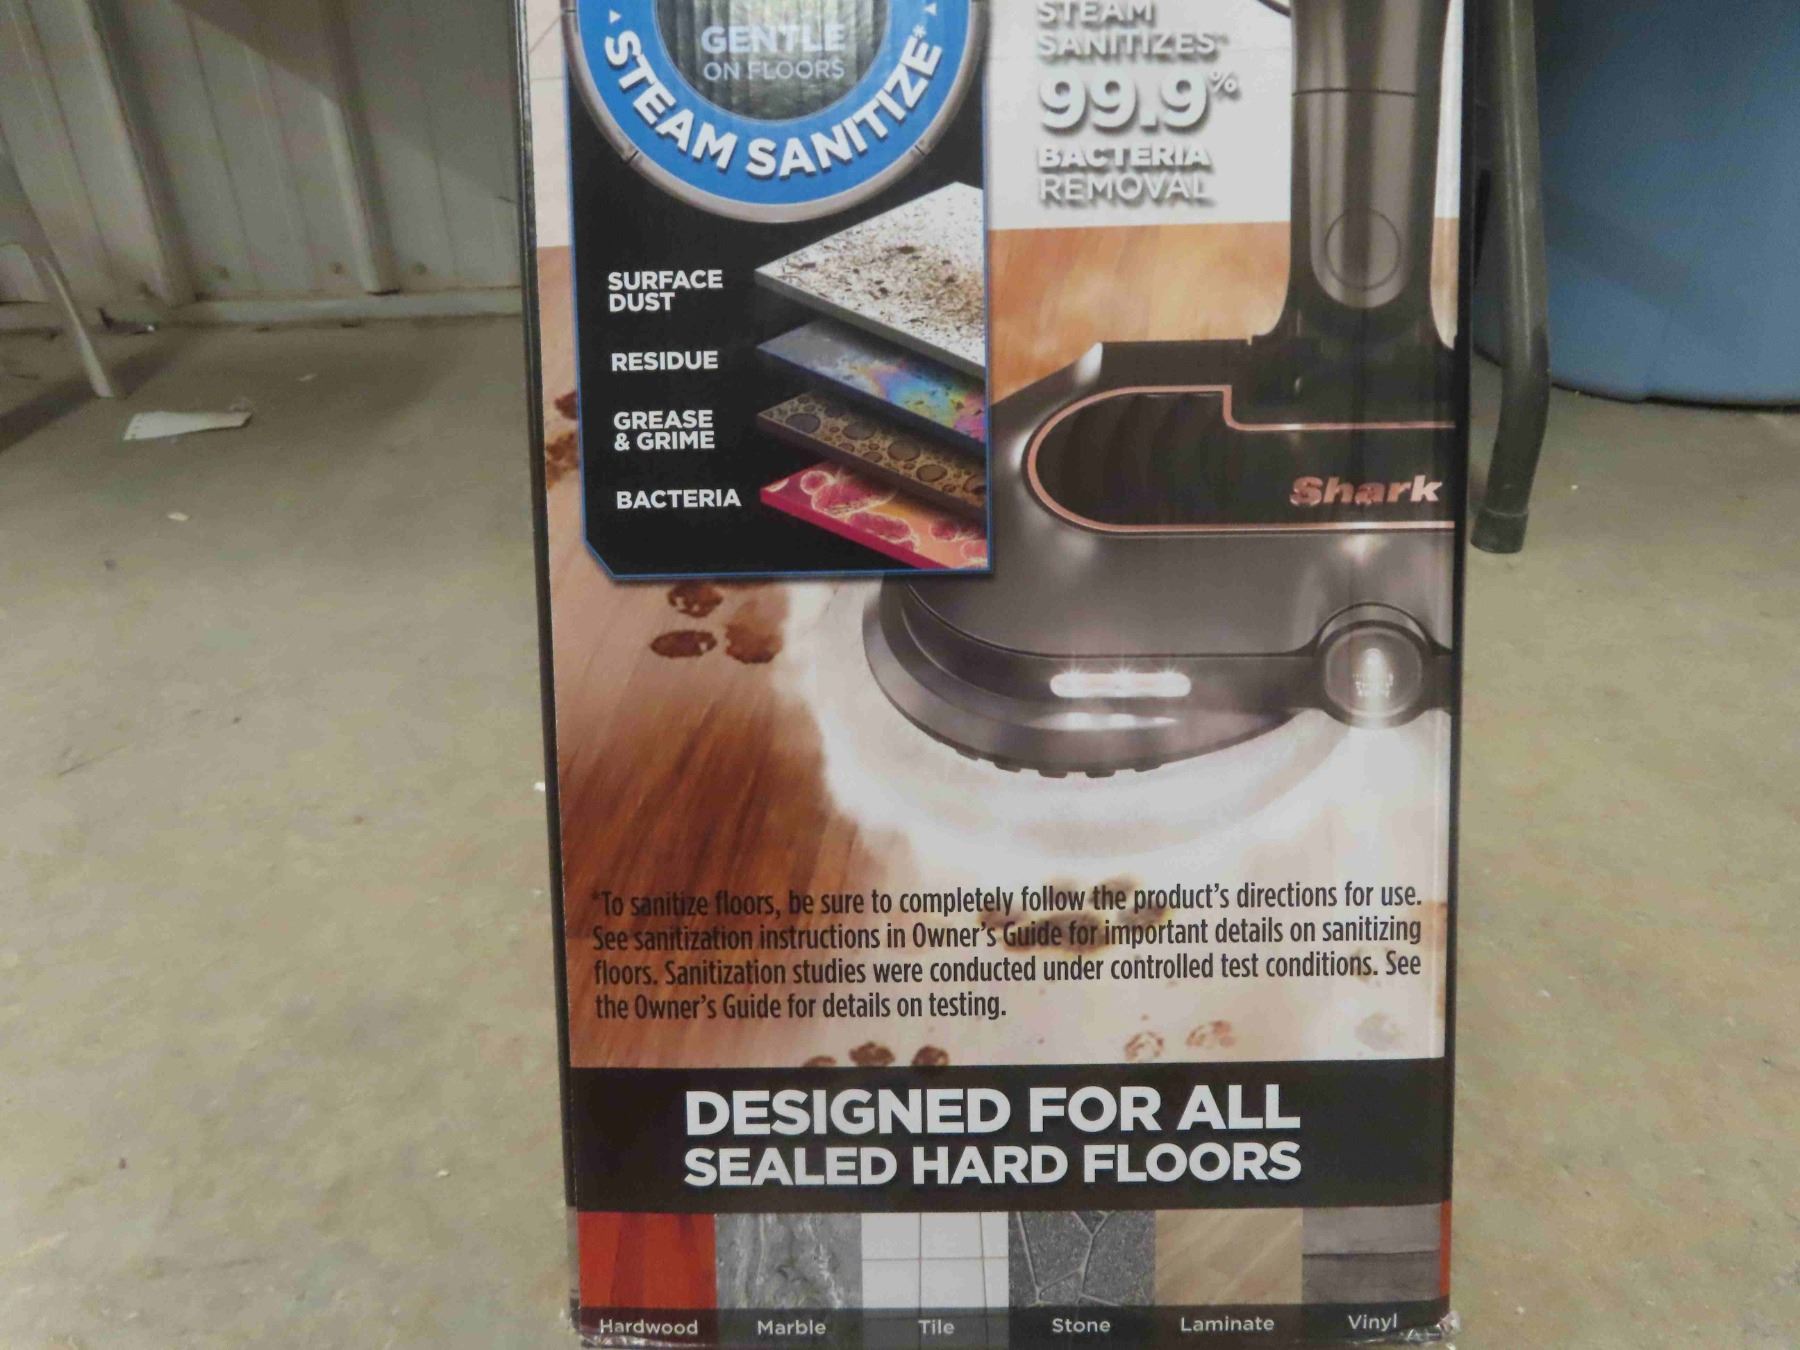 GENTLE
ON FLOORS
STEAM SANITIZE*
STEAM
SANITIZES*
99.9%
BACTERIA
REMOVAL
SURFACE
DUST
RESIDUE
GREASE
& GRIME
BACTERIA
Shark
*To sanitize floors, be sure to completely follow the product's directions for use.
See sanitization instructions in Owner's Guide for important details on sanitizing
floors. Sanitization studies were conducted under controlled test conditions. See
the Owner's Guide for details on testing.
DESIGNED FOR ALL
SEALED HARD FLOORS
Hardwood Marble Tile Stone Laminate Vinyl